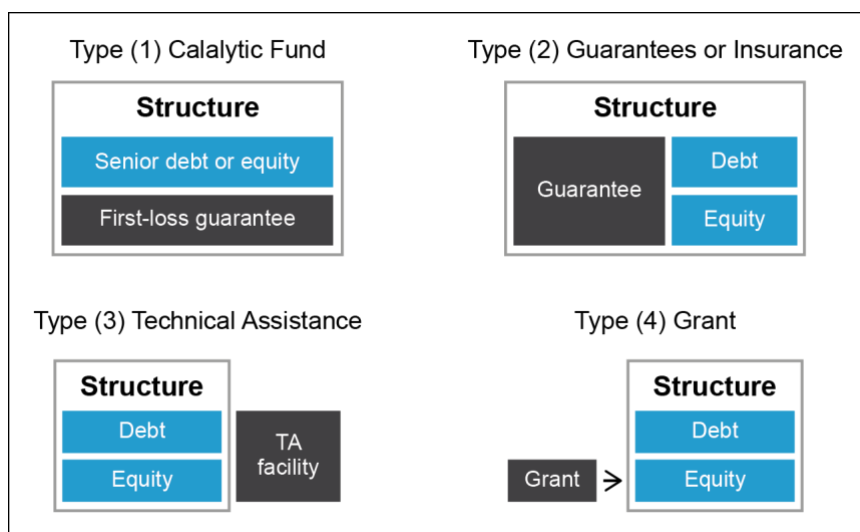 Type (1) Calalytic Fund
Structure
Senior debt or equity
First-loss guarantee
Type (2) Guarantees or Insurance
Structure
Guarantee
Debt
Equity
Type (3) Technical Assistance
Structure
Debt
Equity
TA
facility
Type (4) Grant
Structure
Debt
Grant
Equity